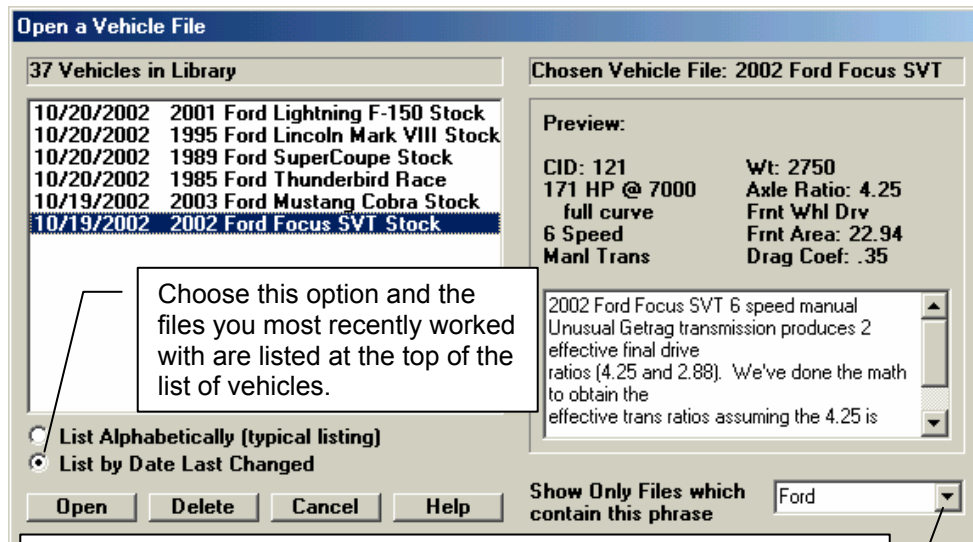 Open a Vehicle File
37 Vehicles in Library
10/20/2002 2001 Ford Lightning F-150 Stock
10/20/2002 1995 Ford Lincoln Mark VIII Stock
10/20/2002 1989 Ford SuperCoupe Stock
10/20/2002 1985 Ford Thunderbird Race
10/19/2002 2003 Ford Mustang Cobra Stock
10/19/2002 2002 Ford Focus SVT Stock
Choose this option and the
files you most recently worked
with are listed at the top of the
list of vehicles.
List Alphabetically (typical listing)
List by Date Last Changed
Open Delete Cancel Help
Chosen Vehicle File: 2002 Ford Focus SVT
Preview:
CID: 121 Wt: 2750
171 HP @ 7000 Axle Ratio: 4.25
full curve Frnt Whl Drv
6 Speed Frnt Area: 22.94
Manl Trans Drag Coef: .35
2002 Ford Focus SVT 6 speed manual
Unusual Getrag transmission produces 2
effective final drive
ratios (4.25 and 2.88). We've done the math
to obtain the
effective trans ratios assuming the 4.25 is
Show Only Files which
contain this phrase
Ford